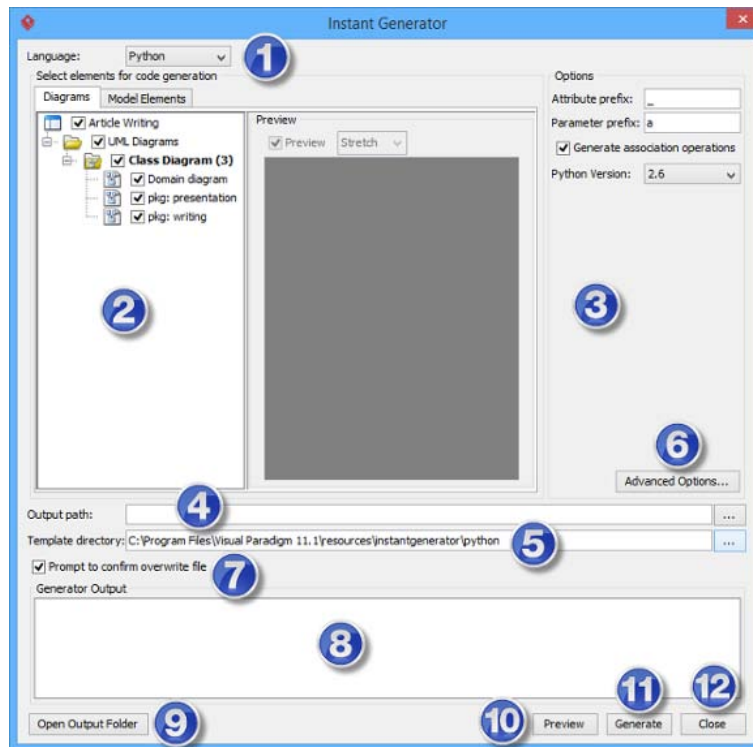 Instant Generator
Language: Python 1
Select elements for code generation
Diagrams Model Elements
Article Writing
UML Diagrams
Class Diagram (3)
Domain diagram
pkg: presentation
pkg: writing
2
Preview
Preview Stretch
Options
Attribute prefix: _
Parameter prefix: a
Generate association operations
Python Version: 2.6
3
6
Advanced Options...
Output path: 4 ...
Template directory: C:\Program Files\Visual Paradigm 11.1\resources\instantgenerator\python 5 ...
Prompt to confirm overwrite file 7
Generator Output
8
Open Output Folder 9 10 Preview 11 Generate 12 Close